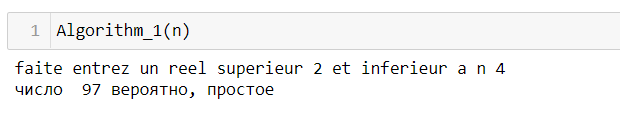 1 Algorithm_1(n)
faite entrez un reel superieur 2 et inferieur a n 4
число  97 вероятно, простое